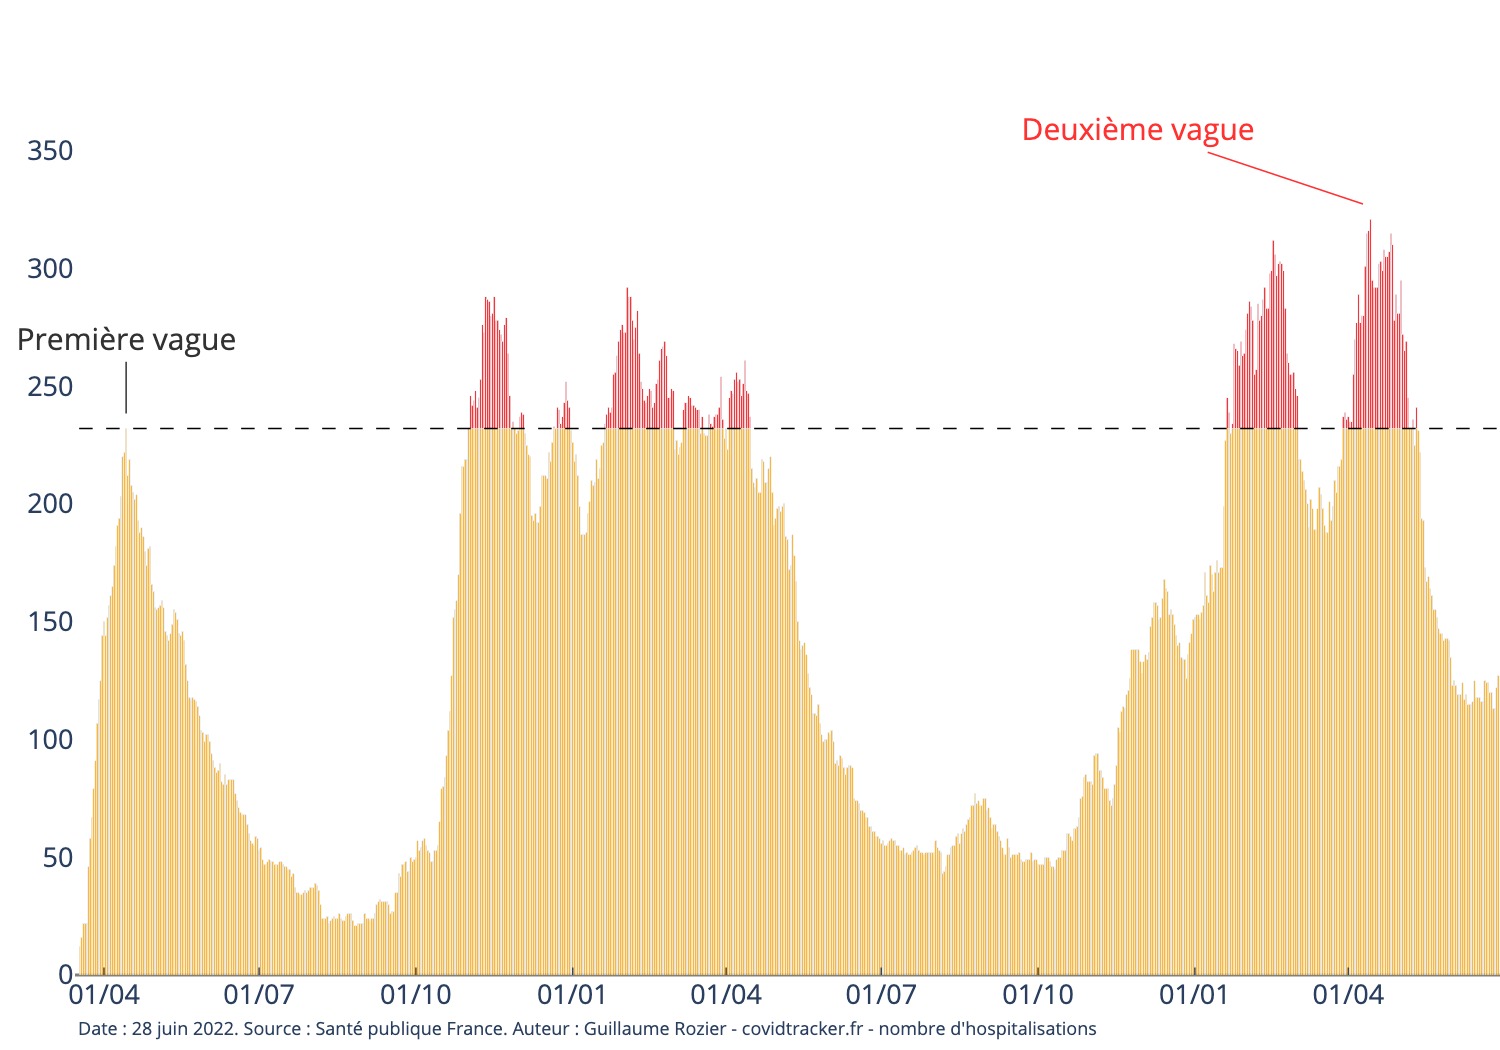 Deuxième vague
350
300
Première vague
250
200
150
100
50
0
01/04 01/07 01/10 01/01 01/04 01/07 01/10 01/01 01/04
Date : 28 juin 2022. Source : Santé publique France. Auteur : Guillaume Rozier - covidtracker.fr - nombre d'hospitalisations